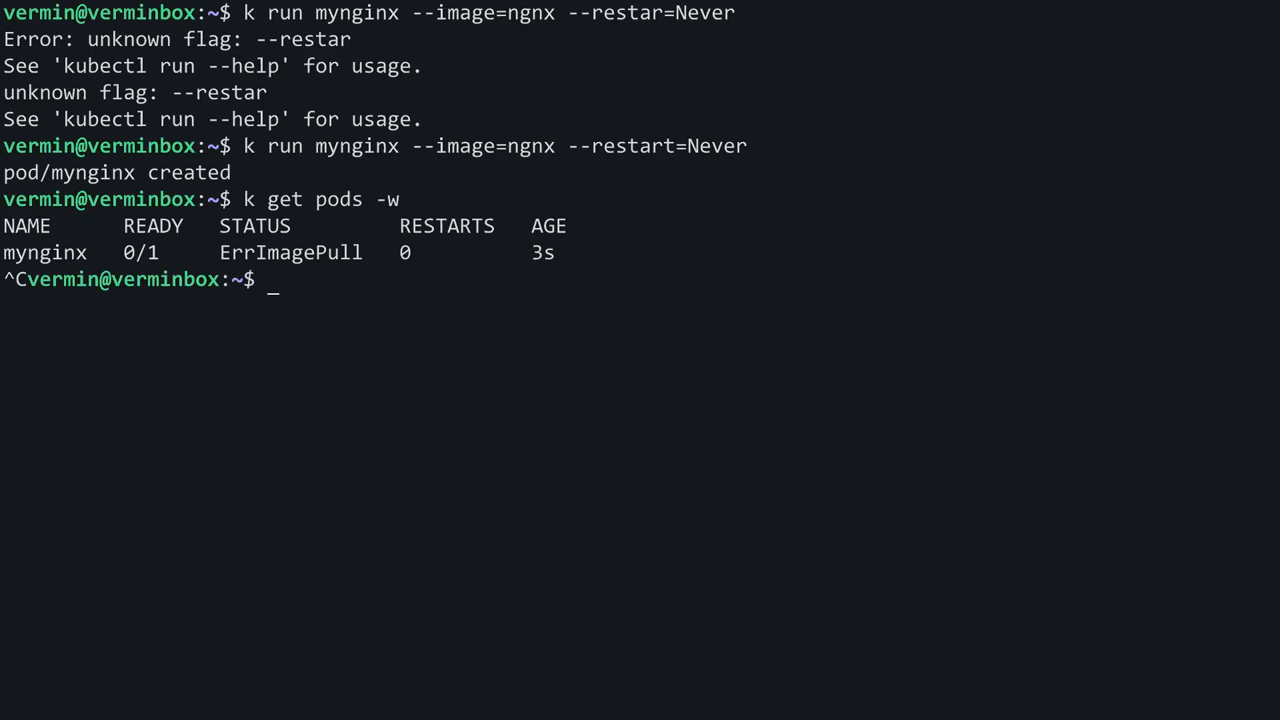 vermin@verminbox:~$ k run mynginx --image=ngnx --restar=Never
Error: unknown flag: --restar
See 'kubectl run --help' for usage.
unknown flag: --restar
See 'kubectl run --help' for usage.
vermin@verminbox:~$ k run mynginx --image=ngnx --restart=Never
pod/mynginx created
vermin@verminbox:~$ k get pods -w
NAME      READY   STATUS         RESTARTS   AGE
mynginx   0/1     ErrImagePull   0          3s
^Cvermin@verminbox:~$ _